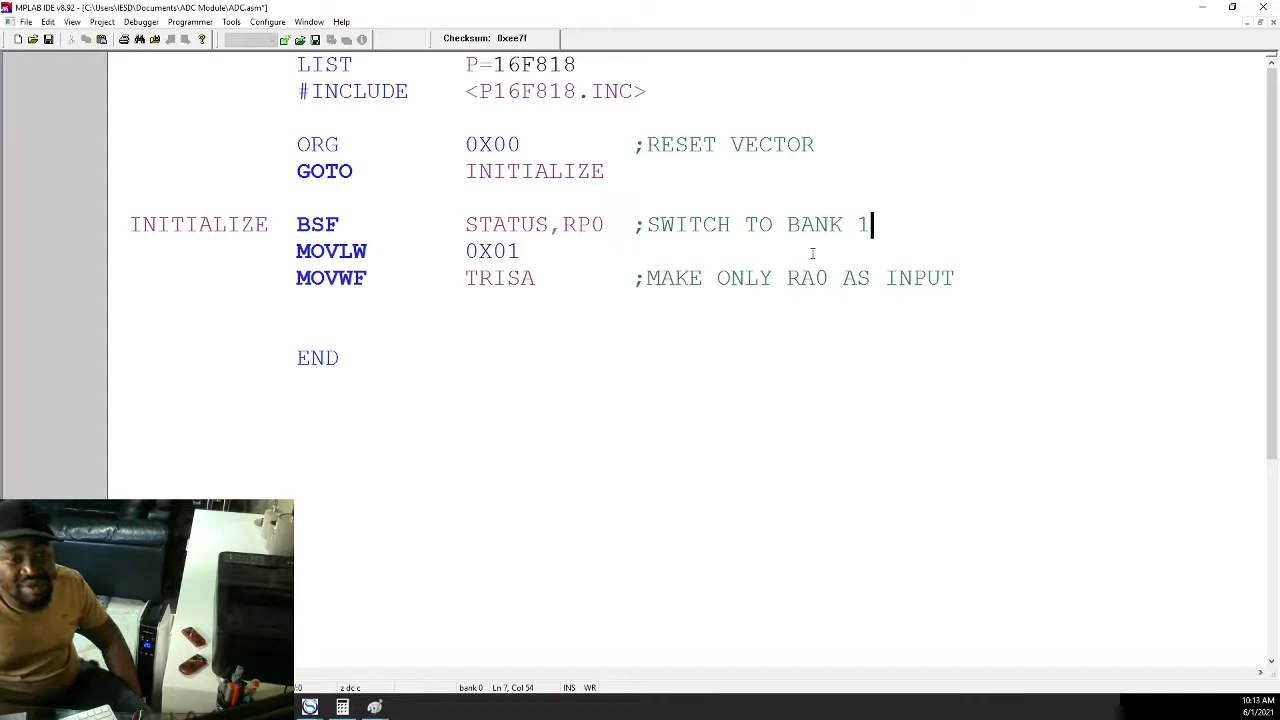 MPLAB IDE v8.92 - [C:\Users\IESD\Documents\ADC Module\ADC.asm*]
File Edit View Project Debugger Programmer Tools Configure Window Help
Checksum: 0xee7f
LIST P=16F818
#INCLUDE <P16F818.INC>
ORG 0X00 ;RESET VECTOR
GOTO INITIALIZE
INITIALIZE BSF STATUS,RP0 ;SWITCH TO BANK 1
MOVLW 0X01
MOVWF TRISA ;MAKE ONLY RA0 AS INPUT
END
z dc c bank 0 Ln 7, Col 54 INS WR
10:13 AM
6/1/2021